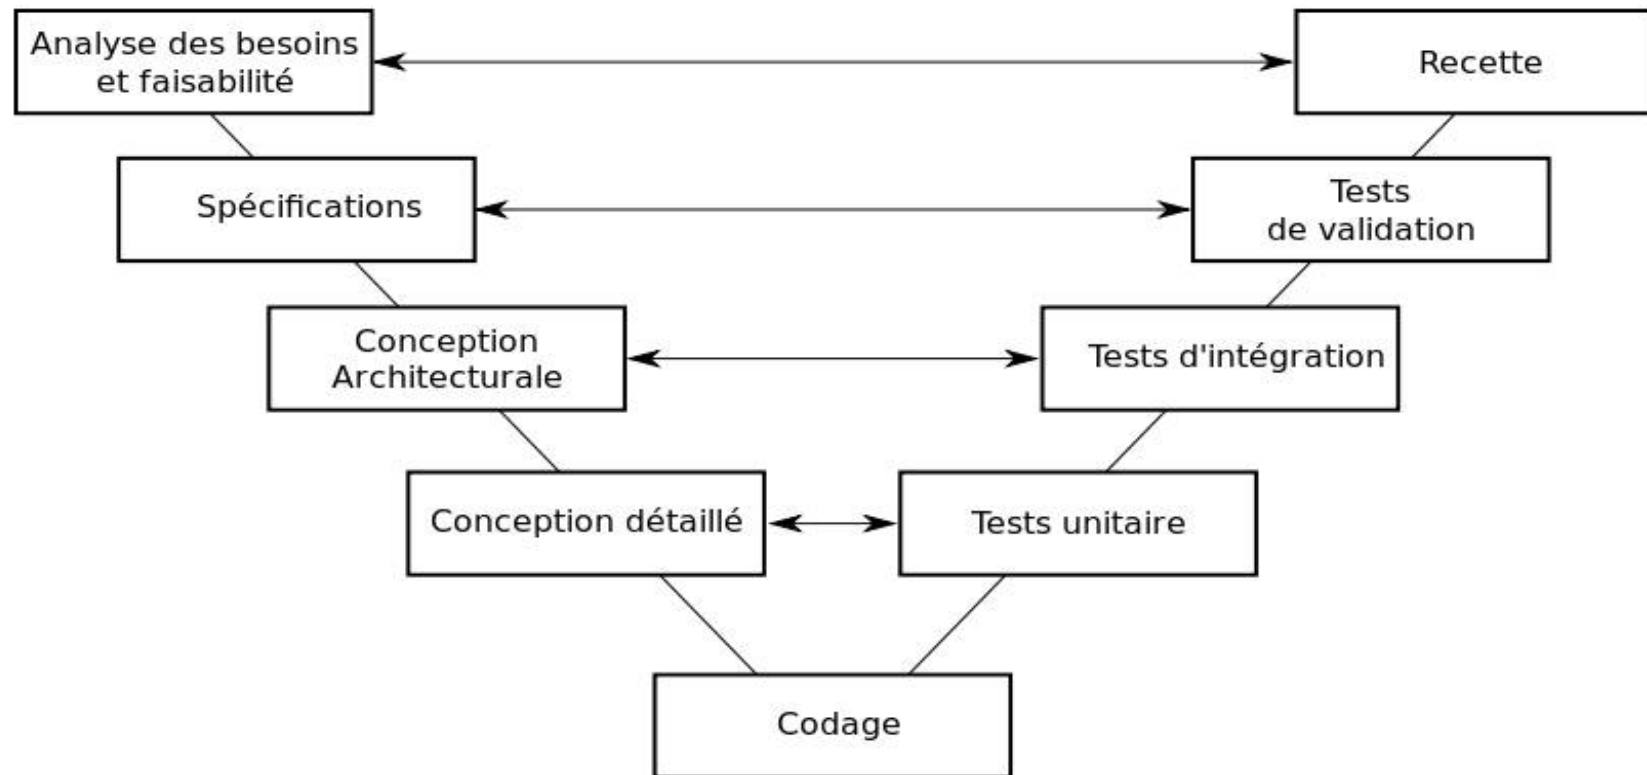 Analyse des besoins
et faisabilité
Recette
Spécifications
Tests
de validation
Conception
Architecturale
Tests d'intégration
Conception détaillé
Tests unitaire
Codage